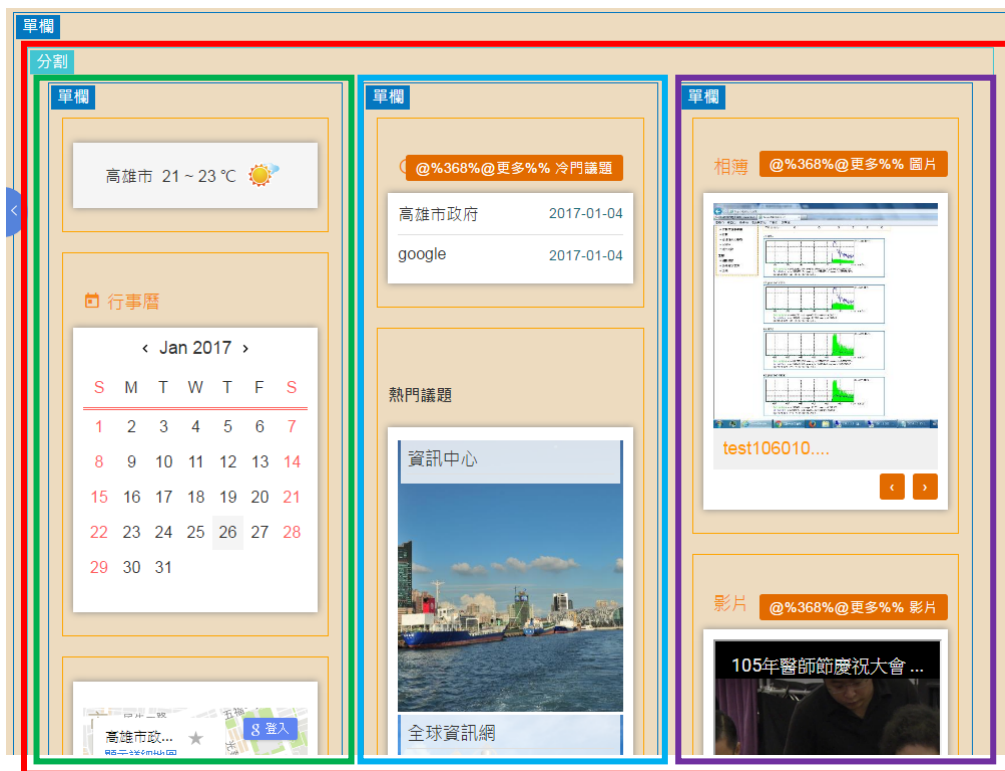 單欄
分割
單欄
高雄市 21 ~ 23 ℃
行事曆
‹ Jan 2017 ›
S M T W T F S
1 2 3 4 5 6 7
8 9 10 11 12 13 14
15 16 17 18 19 20 21
22 23 24 25 26 27 28
29 30 31
高雄市政...
登入
單欄
@%368%@更多%% 冷門議題
高雄市政府 2017-01-04
google 2017-01-04
熱門議題
資訊中心
全球資訊網
單欄
相簿 @%368%@更多%% 圖片
test106010....
‹ ›
影片 @%368%@更多%% 影片
105年醫師節慶祝大會 ...